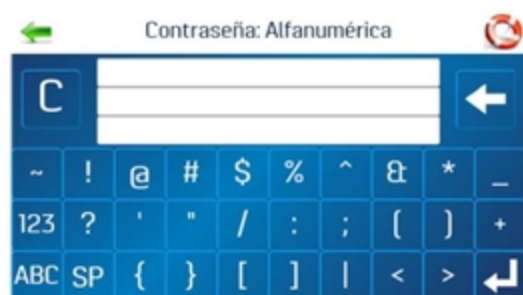 Contraseña: Alfanumérica
C
~ ! @ # $ % ^ & * _
123 ? ' " / : ; ( ) +
ABC SP { } [ ] | < >